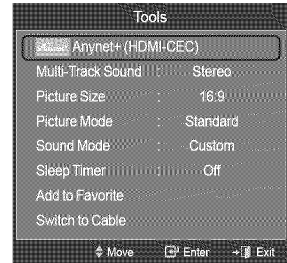 Tools
Anynet+ (HDMI-CEC)
Multi-Track Sound : Stereo
Picture Size : 16:9
Picture Mode : Standard
Sound Mode : Custom
Sleep Timer : Off
Add to Favorite
Switch to Cable
Move Enter Exit